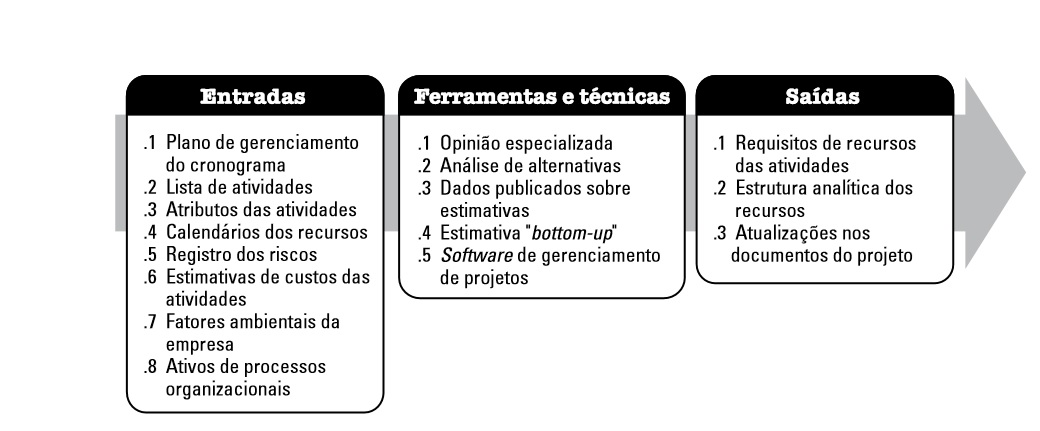 Entradas
.1 Plano de gerenciamento
do cronograma
.2 Lista de atividades
.3 Atributos das atividades
.4 Calendários dos recursos
.5 Registro dos riscos
.6 Estimativas de custos das
atividades
.7 Fatores ambientais da
empresa
.8 Ativos de processos
organizacionais
Ferramentas e técnicas
.1 Opinião especializada
.2 Análise de alternativas
.3 Dados publicados sobre
estimativas
.4 Estimativa "bottom-up"
.5 Software de gerenciamento
de projetos
Saídas
.1 Requisitos de recursos
das atividades
.2 Estrutura analítica dos
recursos
.3 Atualizações nos
documentos do projeto